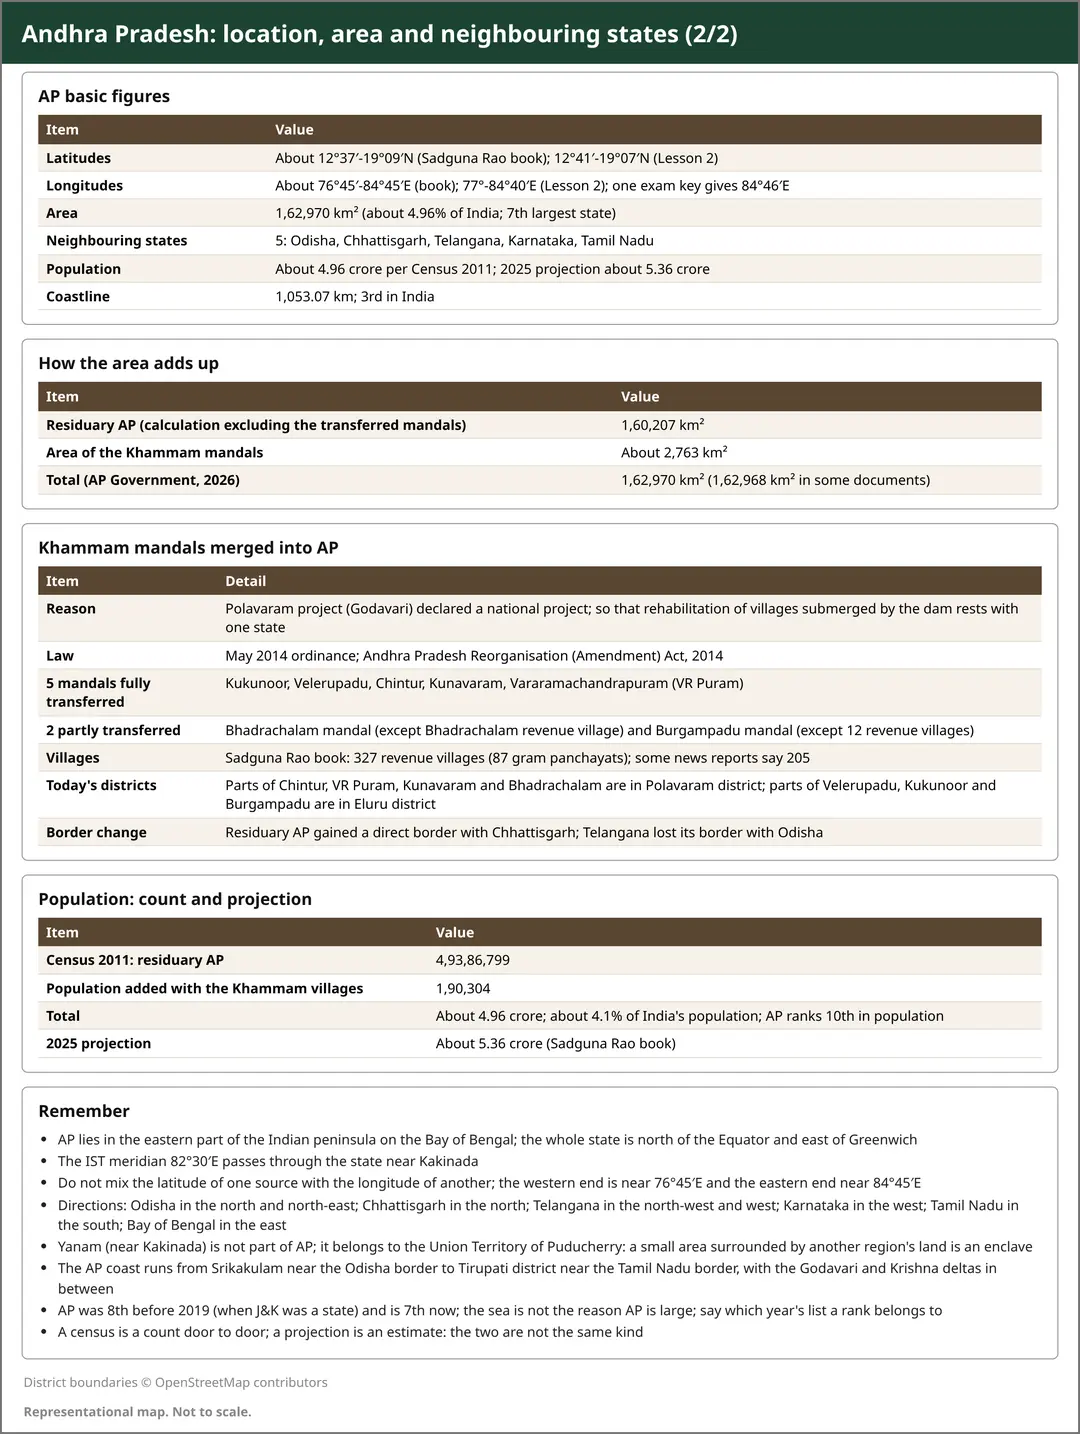 Andhra Pradesh: location, area and neighbouring states (2/2)
AP basic figures
Item Value
Latitudes About 12°37′-19°09′N (Sadguna Rao book); 12°41′-19°07′N (Lesson 2)
Longitudes About 76°45′-84°45′E (book); 77°-84°40′E (Lesson 2); one exam key gives 84°46′E
Area 1,62,970 km² (about 4.96% of India; 7th largest state)
Neighbouring states 5: Odisha, Chhattisgarh, Telangana, Karnataka, Tamil Nadu
Population About 4.96 crore per Census 2011; 2025 projection about 5.36 crore
Coastline 1,053.07 km; 3rd in India
How the area adds up
Item Value
Residuary AP (calculation excluding the transferred mandals) 1,60,207 km²
Area of the Khammam mandals About 2,763 km²
Total (AP Government, 2026) 1,62,970 km² (1,62,968 km² in some documents)
Khammam mandals merged into AP
Item Detail
Reason Polavaram project (Godavari) declared a national project; so that rehabilitation of villages submerged by the dam rests with
one state
Law May 2014 ordinance; Andhra Pradesh Reorganisation (Amendment) Act, 2014
5 mandals fully Kukunoor, Velerupadu, Chintur, Kunavaram, Vararamachandrapuram (VR Puram)
transferred
2 partly transferred Bhadrachalam mandal (except Bhadrachalam revenue village) and Burgampadu mandal (except 12 revenue villages)
Villages Sadguna Rao book: 327 revenue villages (87 gram panchayats); some news reports say 205
Today's districts Parts of Chintur, VR Puram, Kunavaram and Bhadrachalam are in Polavaram district; parts of Velerupadu, Kukunoor and
Burgampadu are in Eluru district
Border change Residuary AP gained a direct border with Chhattisgarh; Telangana lost its border with Odisha
Population: count and projection
Item Value
Census 2011: residuary AP 4,93,86,799
Population added with the Khammam villages 1,90,304
Total About 4.96 crore; about 4.1% of India's population; AP ranks 10th in population
2025 projection About 5.36 crore (Sadguna Rao book)
Remember
• AP lies in the eastern part of the Indian peninsula on the Bay of Bengal; the whole state is north of the Equator and east of Greenwich
• The IST meridian 82°30′E passes through the state near Kakinada
• Do not mix the latitude of one source with the longitude of another; the western end is near 76°45′E and the eastern end near 84°45′E
• Directions: Odisha in the north and north-east; Chhattisgarh in the north; Telangana in the north-west and west; Karnataka in the west; Tamil Nadu in
the south; Bay of Bengal in the east
• Yanam (near Kakinada) is not part of AP; it belongs to the Union Territory of Puducherry: a small area surrounded by another region's land is an enclave
• The AP coast runs from Srikakulam near the Odisha border to Tirupati district near the Tamil Nadu border, with the Godavari and Krishna deltas in
between
• AP was 8th before 2019 (when J&K was a state) and is 7th now; the sea is not the reason AP is large; say which year's list a rank belongs to
• A census is a count door to door; a projection is an estimate: the two are not the same kind
District boundaries © OpenStreetMap contributors
Representational map. Not to scale.